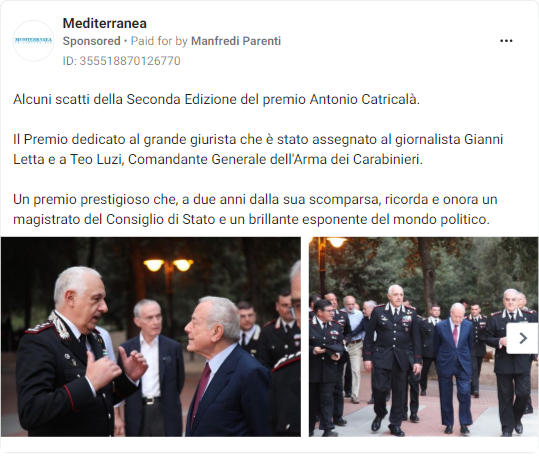 MEDITERRANEA
Mediterranea
Sponsored • Paid for by Manfredi Parenti
ID: 355518870126770
Alcuni scatti della Seconda Edizione del premio Antonio Catricalà.
Il Premio dedicato al grande giurista che è stato assegnato al giornalista Gianni
Letta e a Teo Luzi, Comandante Generale dell'Arma dei Carabinieri.
Un premio prestigioso che, a due anni dalla sua scomparsa, ricorda e onora un
magistrato del Consiglio di Stato e un brillante esponente del mondo politico.